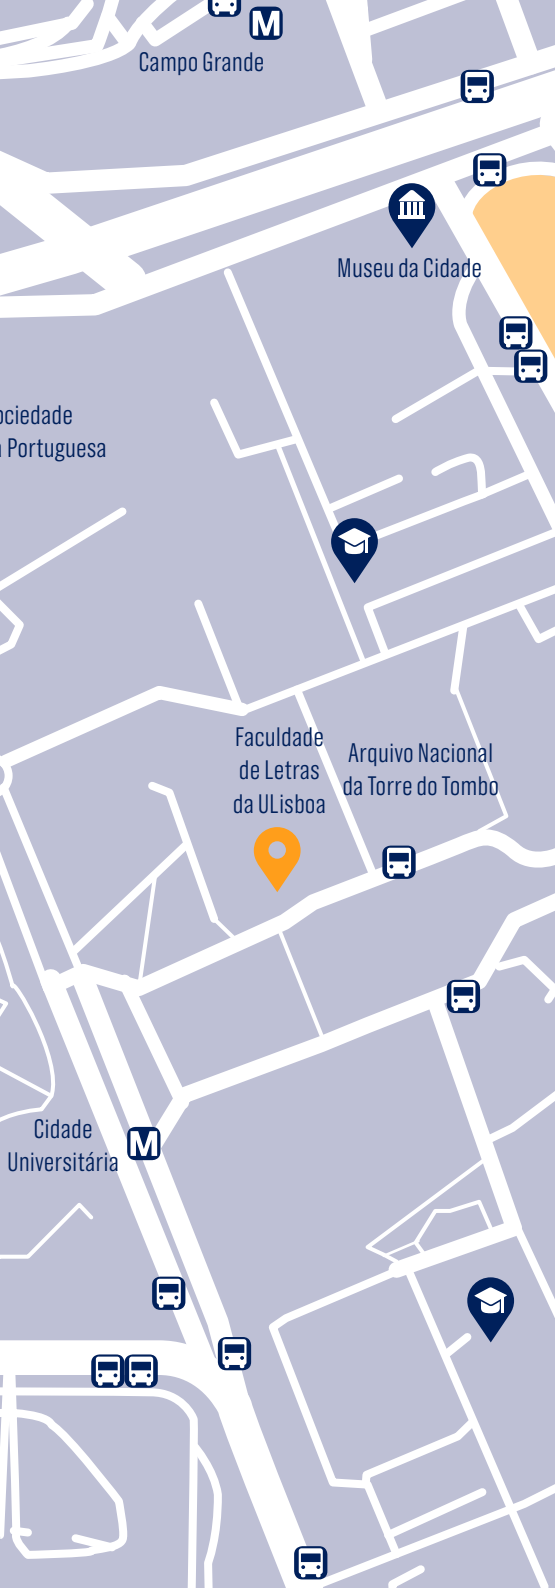 M
Campo Grande
Museu da Cidade
ociedade
Portuguesa
Faculdade
de Letras
da ULisboa
Arquivo Nacional
da Torre do Tombo
Cidade
Universitária
M